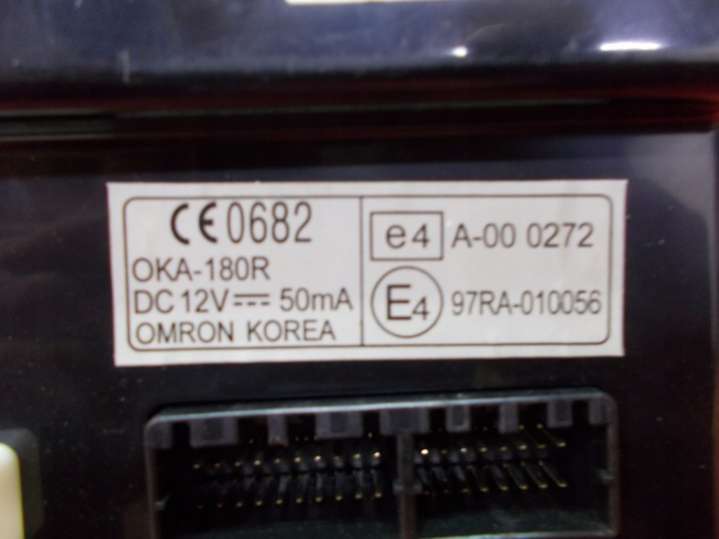 CE0682
OKA-180R
DC 12V⎓ 50mA
OMRON KOREA
e4 A-00 0272
E4 97RA-010056